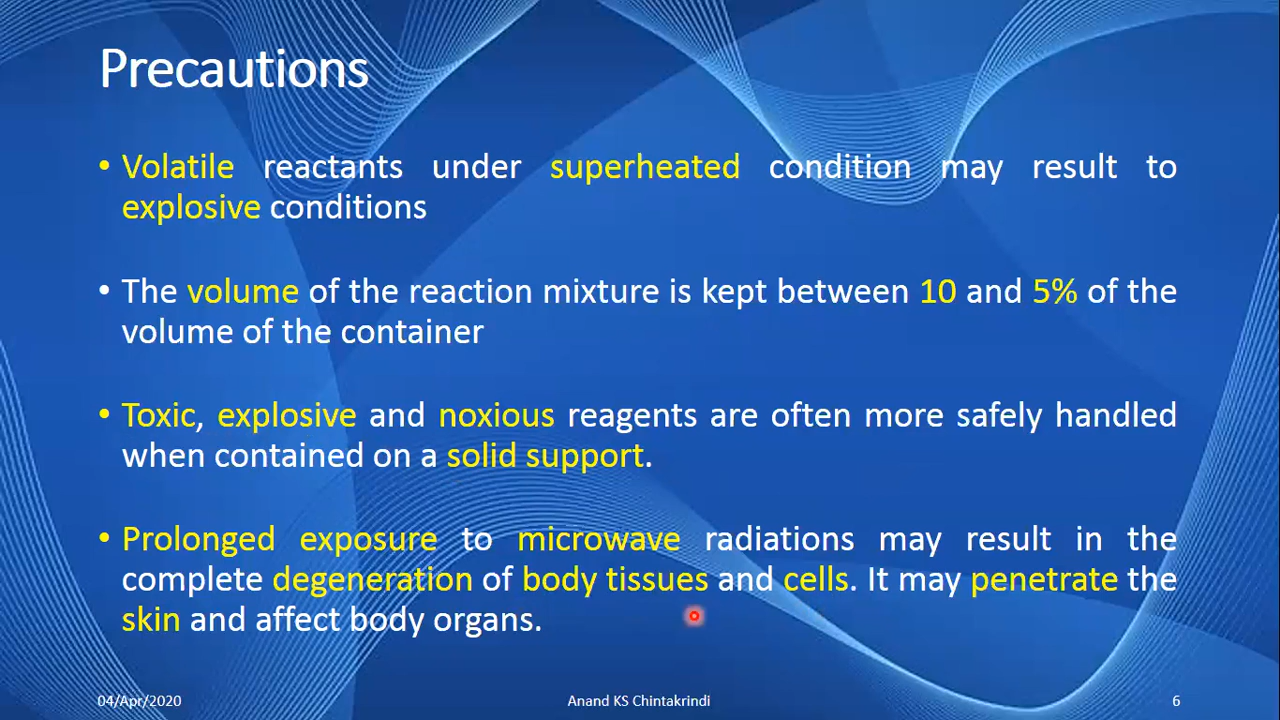 Precautions
• Volatile reactants under superheated condition may result to
explosive conditions
• The volume of the reaction mixture is kept between 10 and 5% of the
volume of the container
• Toxic, explosive and noxious reagents are often more safely handled
when contained on a solid support.
• Prolonged exposure to microwave radiations may result in the
complete degeneration of body tissues and cells. It may penetrate the
skin and affect body organs.
04/Apr/2020
Anand KS Chintakrindi
6